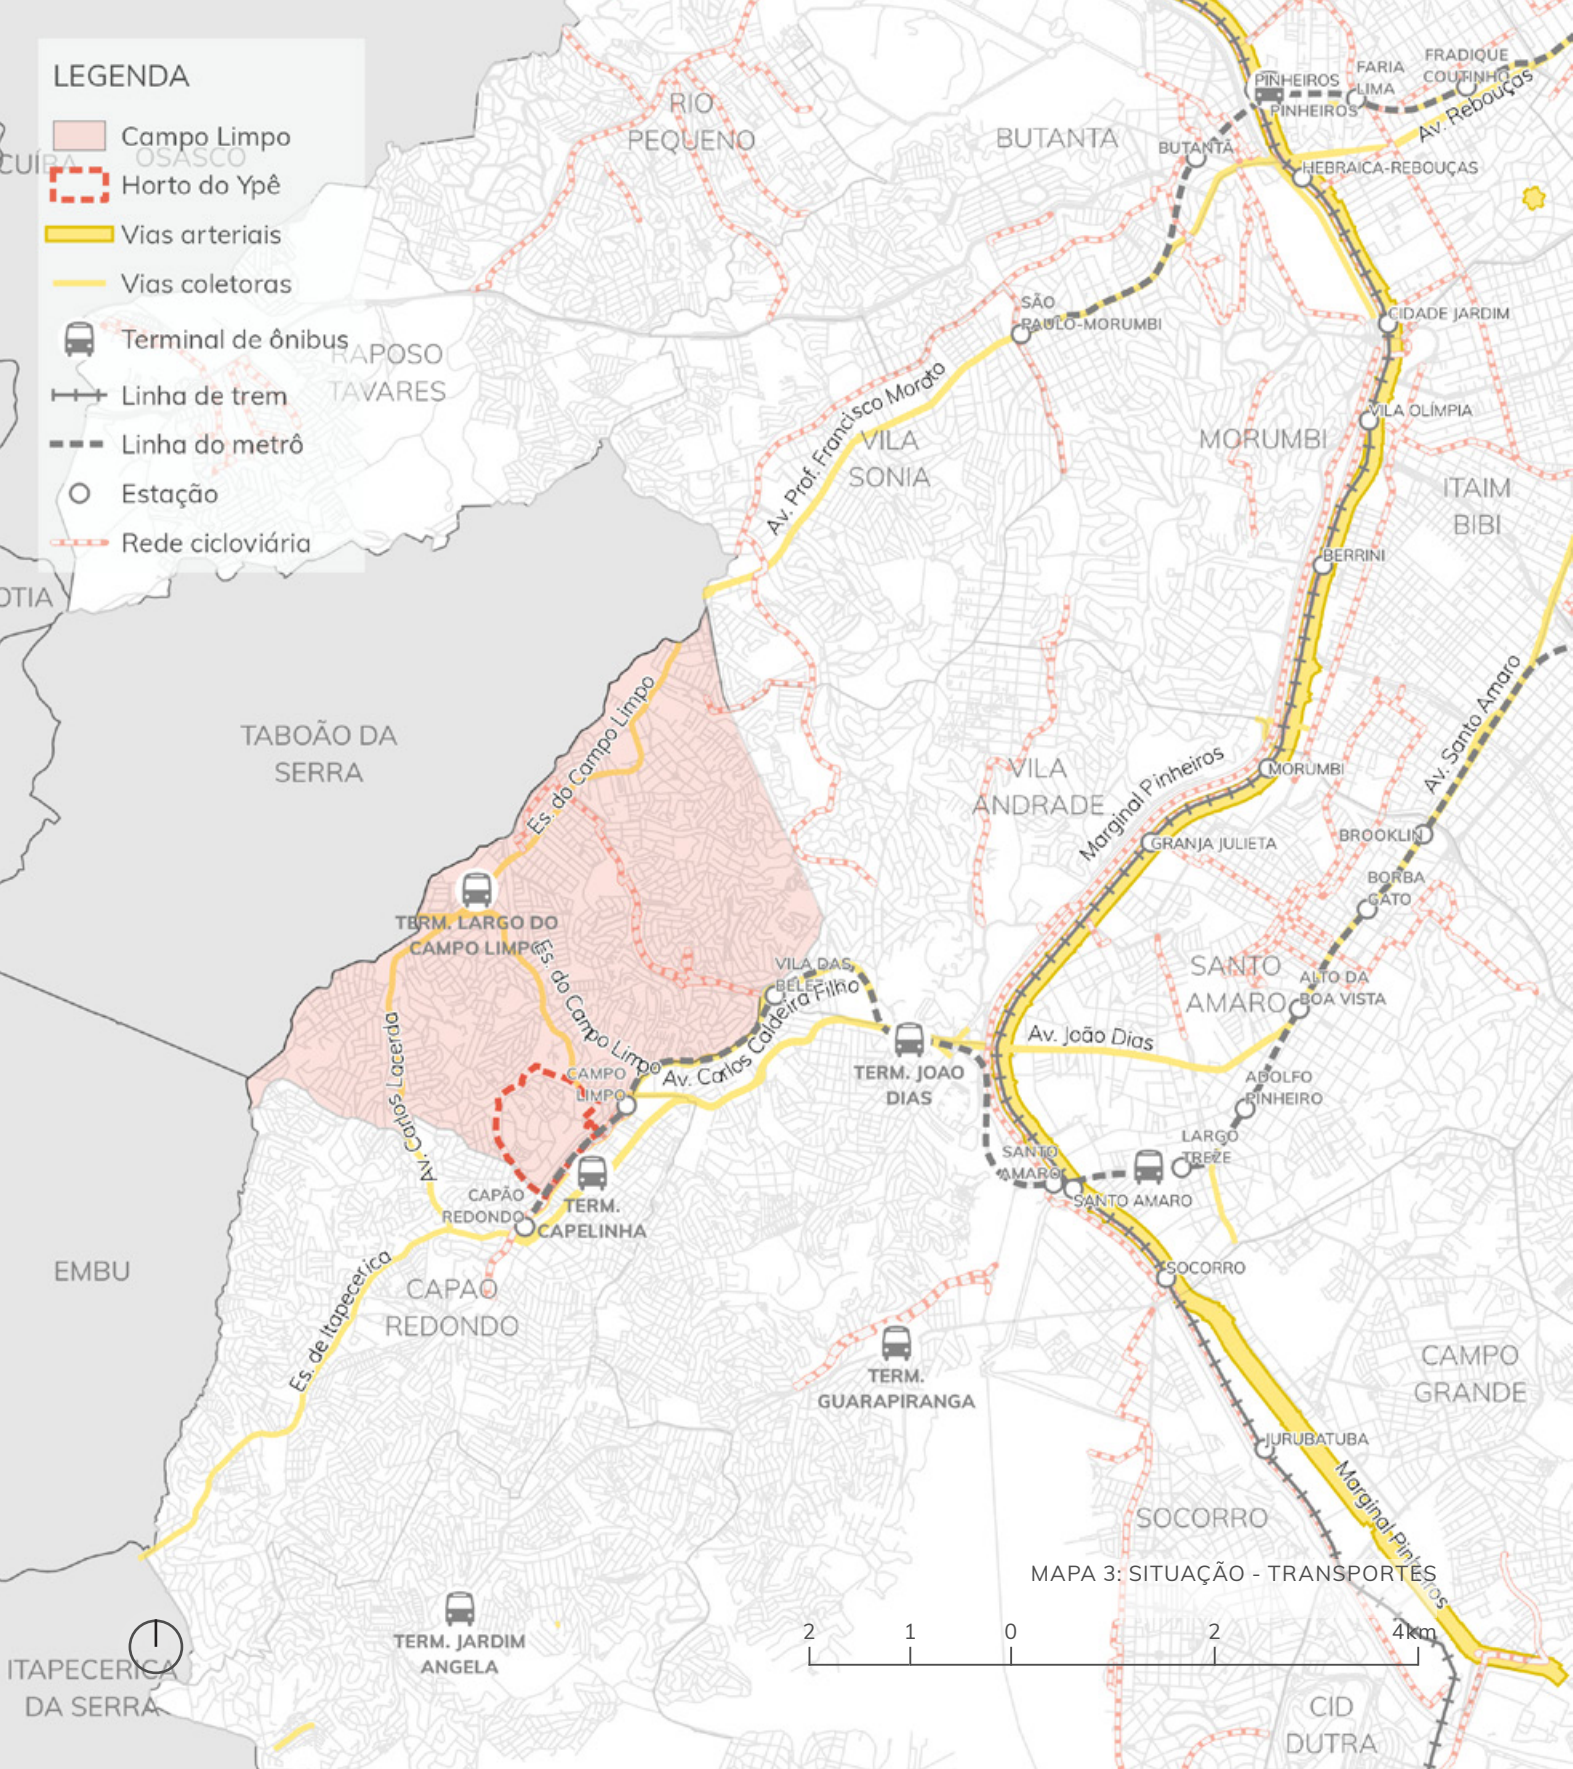 LEGENDA
Campo Limpo
Horto do Ypê
Vias arteriais
Vias coletoras
Terminal de ônibus
Linha de trem
Linha do metrô
Estação
Rede cicloviária
OSASCO
RAPOSO
TAVARES
RIO
PEQUENO
BUTANTA
BUTANTÃ
PINHEIROS
PINHEIROS
FARIA
LIMA
FRADIQUE
COUTINHO
Av. Rebouças
HEBRAICA-REBOUÇAS
SÃO
PAULO-MORUMBI
CIDADE JARDIM
Av. Prof. Francisco Morato
VILA
SONIA
MORUMBI
VILA OLÍMPIA
ITAIM
BIBI
BERRINI
OTIA
TABOÃO DA
SERRA
Es. do Campo Limpo
VILA
ANDRADE
Marginal Pinheiros
MORUMBI
Av. Santo Amaro
GRANJA JULIETA
BROOKLIN
BORBA
GATO
TERM. LARGO DO
CAMPO LIMPO
Es. do Campo Limpo
VILA DAS
BELEZAS
Av. Carlos Caldeira Filho
SANTO
AMARO
ALTO DA
BOA VISTA
Av. Carlos Lacerda
CAMPO
LIMPO
TERM. JOAO
DIAS
Av. João Dias
ADOLFO
PINHEIRO
LARGO
TREZE
SANTO
AMARO
SANTO AMARO
CAPÃO
REDONDO
TERM.
CAPELINHA
EMBU
Es. de Itapecerica
CAPAO
REDONDO
SOCORRO
TERM.
GUARAPIRANGA
CAMPO
GRANDE
JURUBATUBA
Marginal Pinheiros
SOCORRO
MAPA 3: SITUAÇÃO - TRANSPORTES
2 1 0 2 4km
TERM. JARDIM
ANGELA
ITAPECERICA
DA SERRA
CID
DUTRA